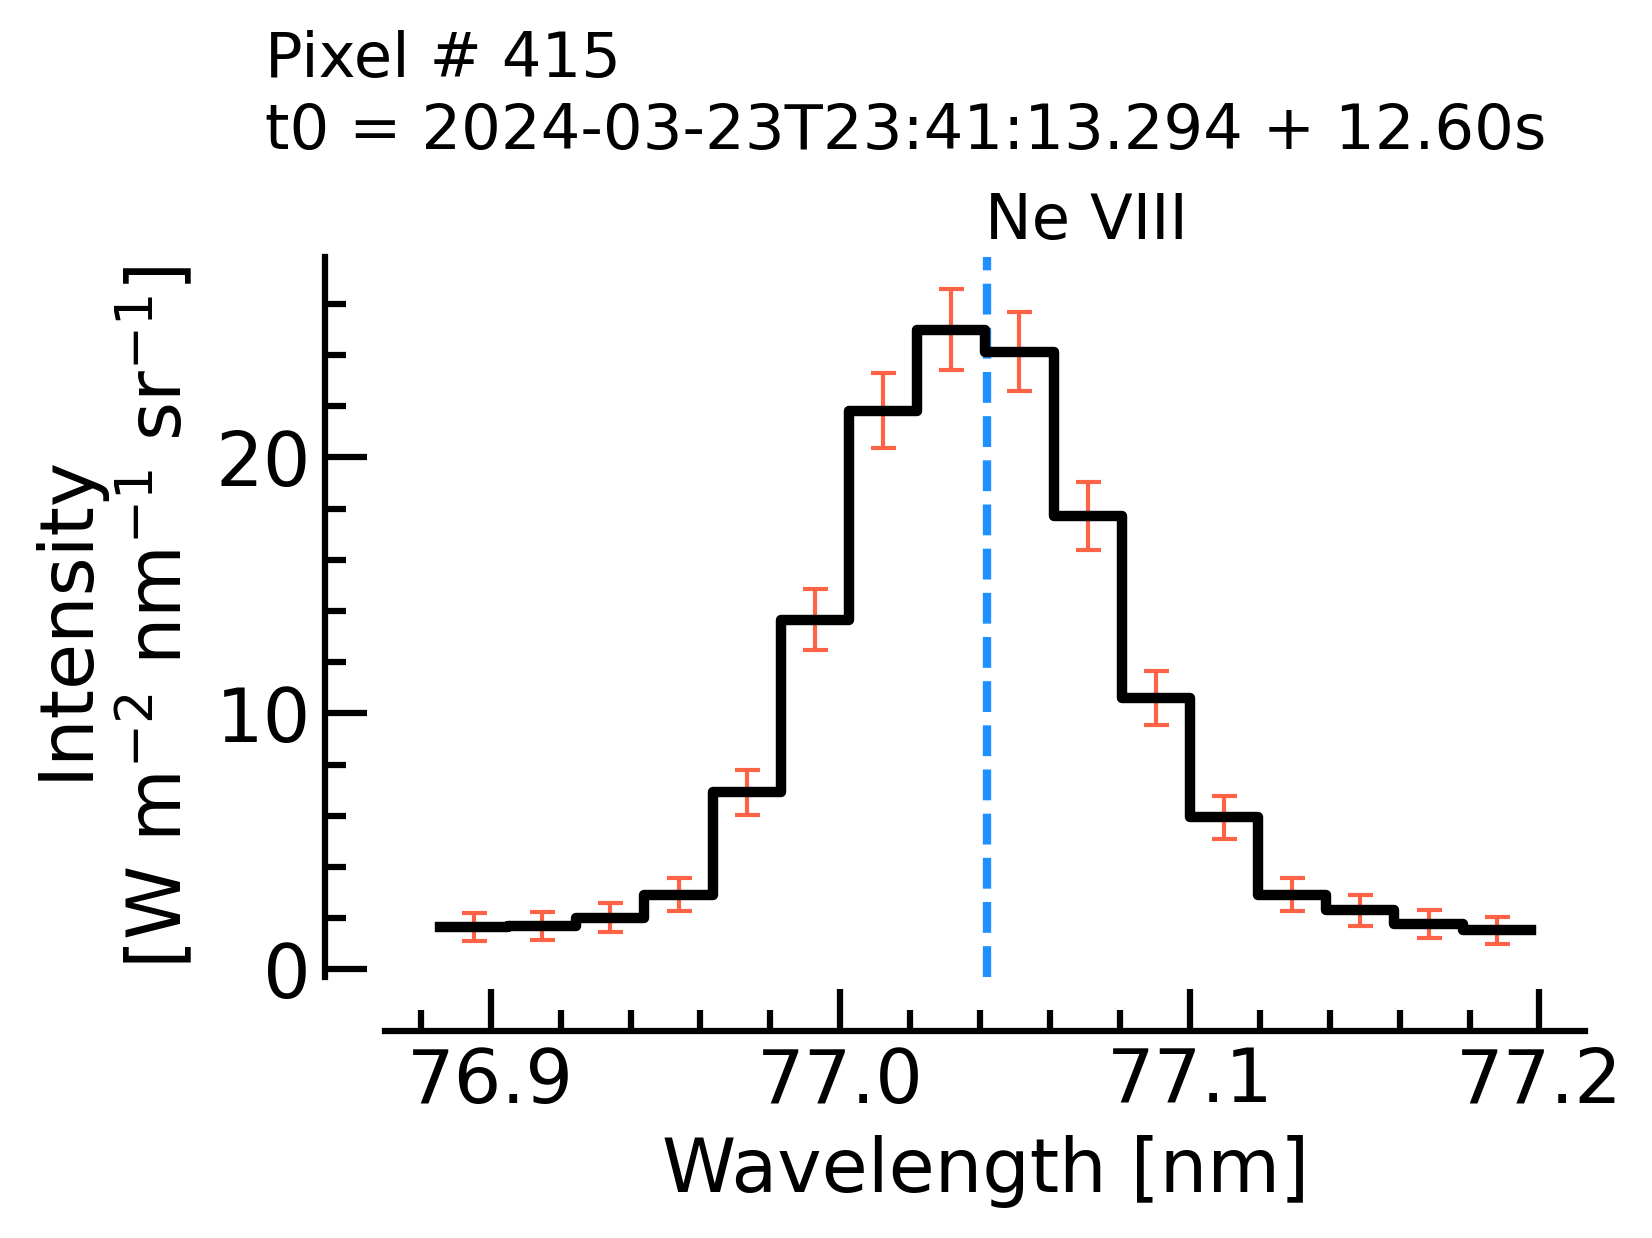 Pixel # 415
t0 = 2024-03-23T23:41:13.294 + 12.60s
Ne VIII
Intensity
[W m⁻² nm⁻¹ sr⁻¹]
20
10
0
76.9 77.0 77.1 77.2
Wavelength [nm]